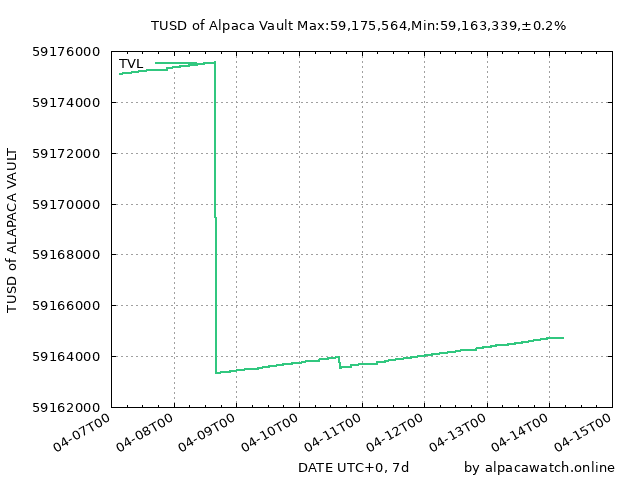 TUSD of Alpaca Vault Max:59,175,564,Min:59,163,339,±0.2%
59176000
TVL
59174000
59172000
59170000
59168000
59166000
59164000
59162000
TUSD of ALAPACA VAULT
04-07T00
04-08T00
04-09T00
04-10T00
04-11T00
04-12T00
04-13T00
04-14T00
04-15T00
DATE UTC+0, 7d
by alpacawatch.online